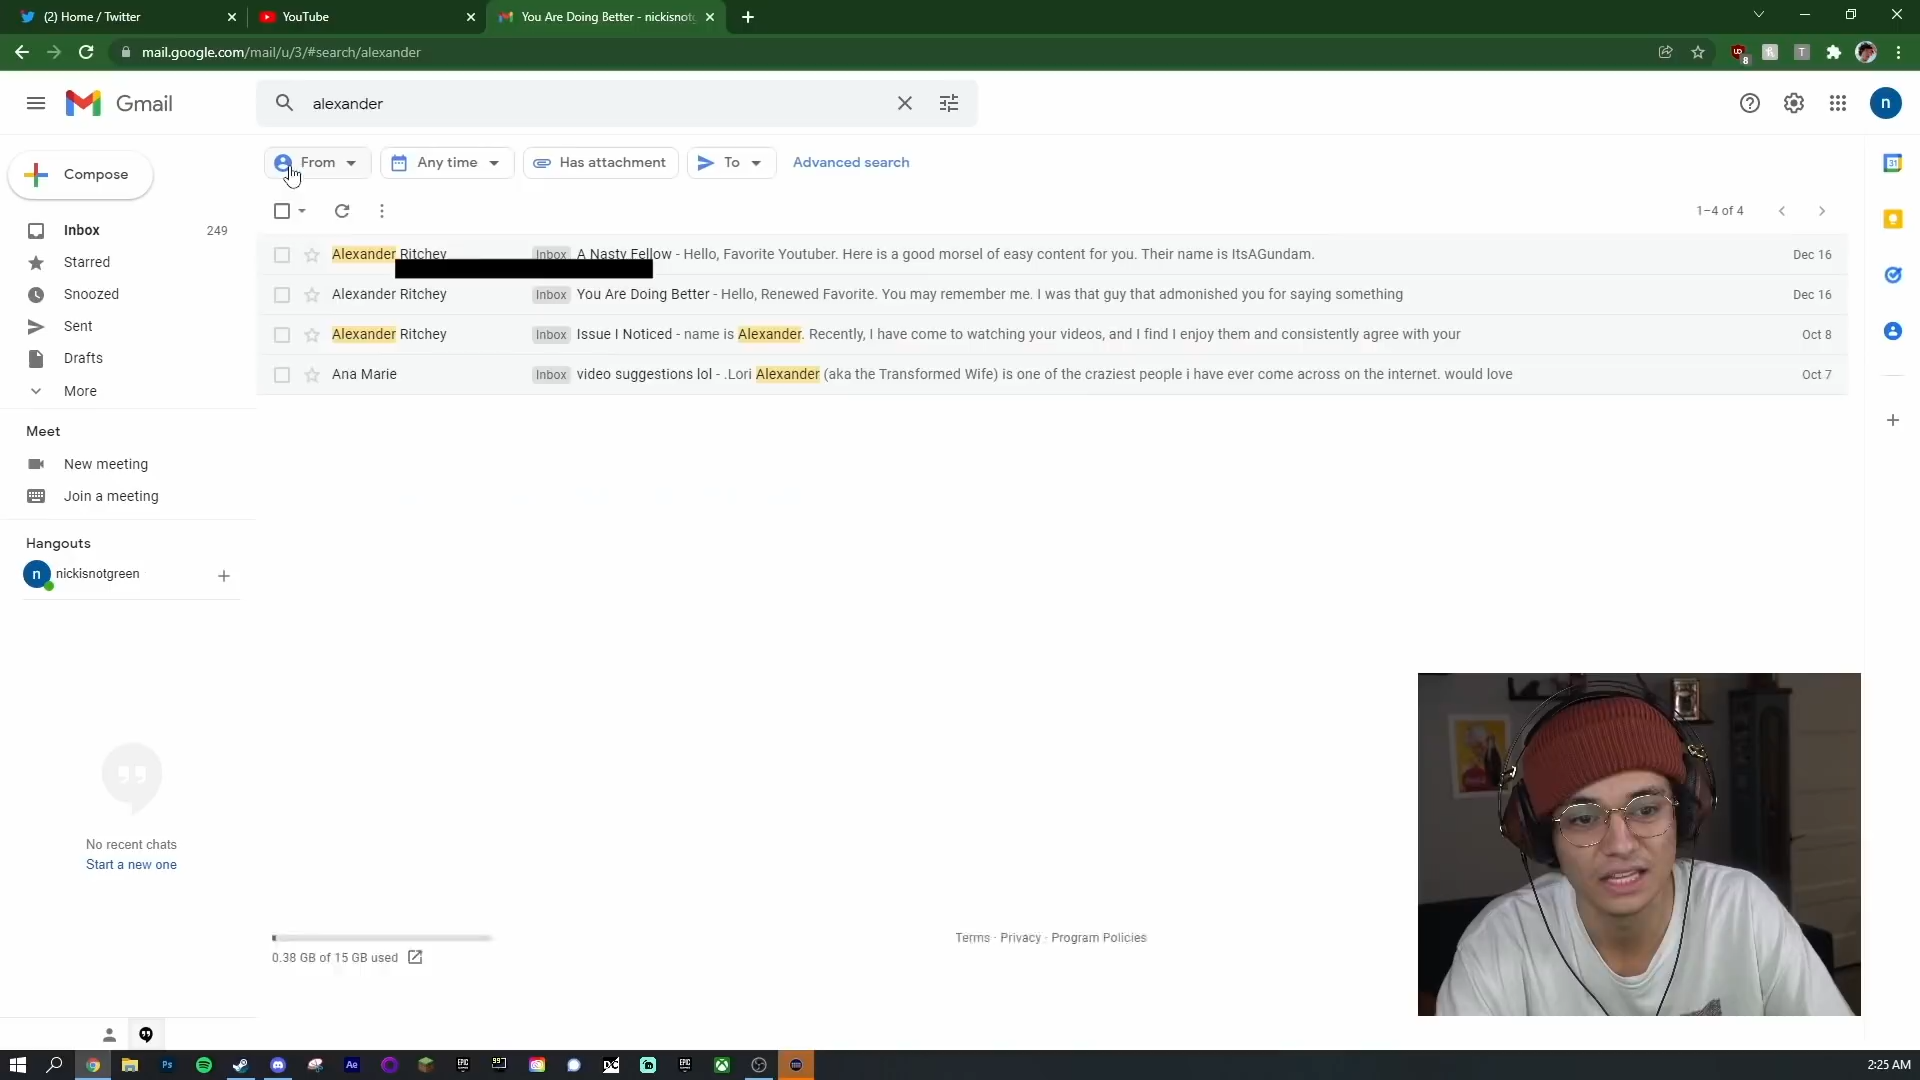 (2) Home / Twitter
YouTube
You Are Doing Better - nickisnot
mail.google.com/mail/u/3/#search/alexander
8
Gmail
alexander
n
Compose
From
Any time
Has attachment
To
Advanced search
31
Inbox 249
1–4 of 4
Alexander Ritchey Inbox A Nasty Fellow - Hello, Favorite Youtuber. Here is a good morsel of easy content for you. Their name is ItsAGundam. Dec 16
Starred
Snoozed
Alexander Ritchey Inbox You Are Doing Better - Hello, Renewed Favorite. You may remember me. I was that guy that admonished you for saying something Dec 16
Sent
Alexander Ritchey Inbox Issue I Noticed - name is Alexander. Recently, I have come to watching your videos, and I find I enjoy them and consistently agree with your Oct 8
Drafts
Ana Marie Inbox video suggestions lol - .Lori Alexander (aka the Transformed Wife) is one of the craziest people i have ever come across on the internet. would love Oct 7
More
Meet
New meeting
Join a meeting
Hangouts
n nickisnotgreen
No recent chats
Start a new one
Terms · Privacy · Program Policies
0.38 GB of 15 GB used
Ps
Ae
EPIC
99
EPIC
2:25 AM